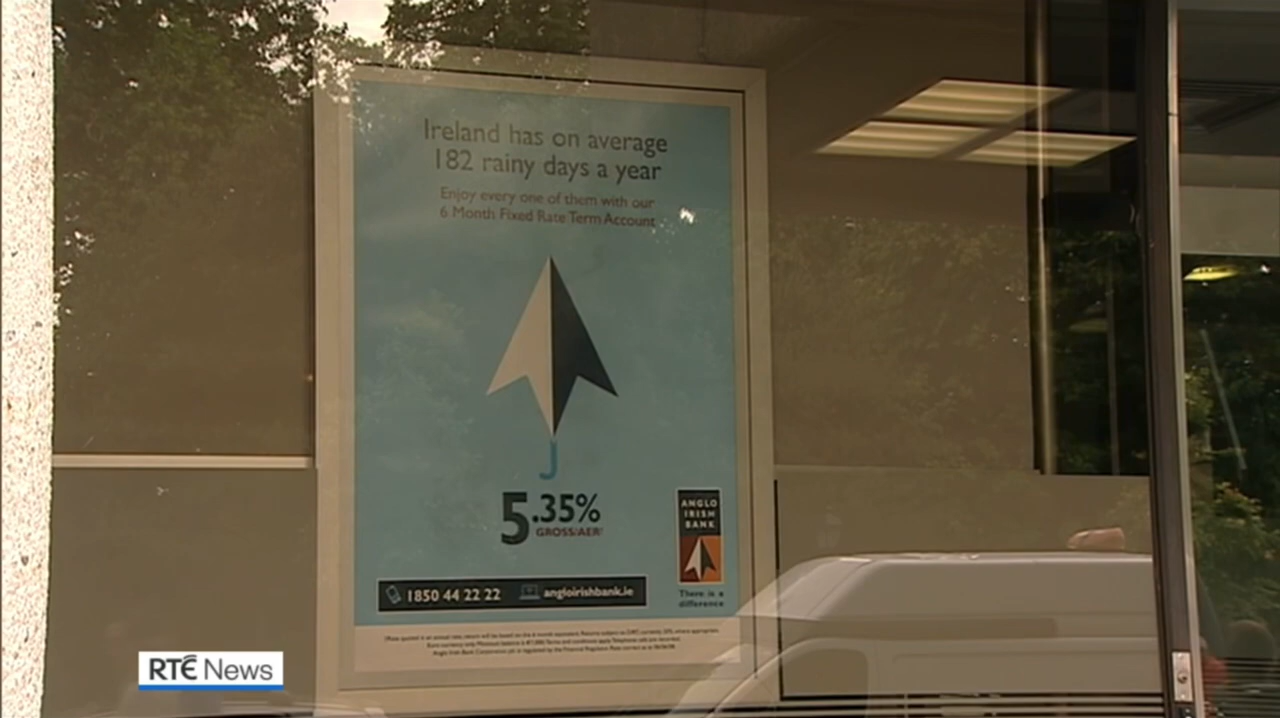 Ireland has on average
182 rainy days a year
Enjoy every one of them with our
6 Month Fixed Rate Term Account
5.35%
GROSS/AER
ANGLO
IRISH
BANK
1850 44 22 22 angloirishbank.ie
There is a
difference
RTÉ News